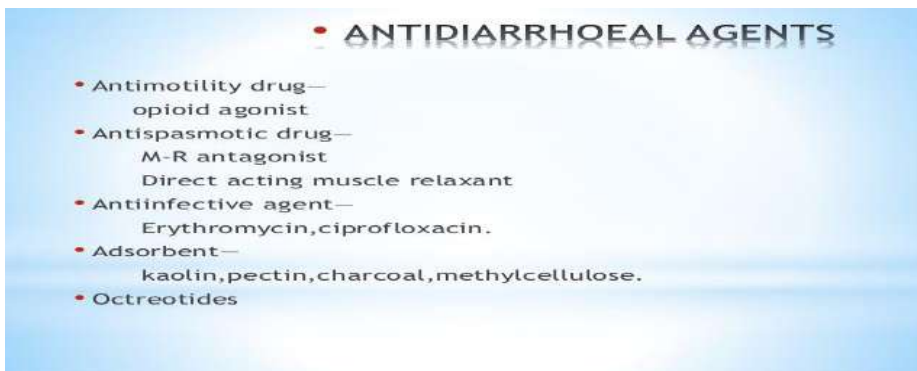 • ANTIDIARRHOEAL AGENTS
• Antimotility drug—
opioid agonist
• Antispasmotic drug—
M-R antagonist
Direct acting muscle relaxant
• Antiinfective agent—
Erythromycin,ciprofloxacin.
• Adsorbent—
kaolin,pectin,charcoal,methylcellulose.
• Octreotides